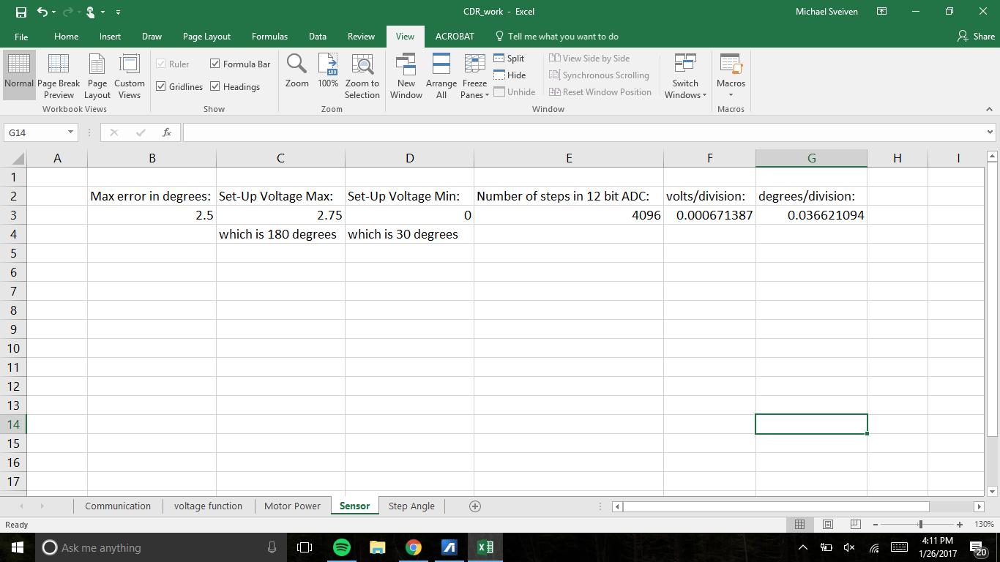 CDR_work - Excel
Michael Sveiven
File Home Insert Draw Page Layout Formulas Data Review View ACROBAT Tell me what you want to do Share
Normal
Page Break Preview
Page Layout
Custom Views
Workbook Views
Ruler
Formula Bar
Gridlines
Headings
Show
Zoom
100
100%
Zoom to Selection
Zoom
New Window
Arrange All
Freeze Panes
Split
Hide
Unhide
View Side by Side
Synchronous Scrolling
Reset Window Position
Window
Switch Windows
Macros
Macros
G14
fx
A B C D E F G H I
1
2 Max error in degrees: Set-Up Voltage Max: Set-Up Voltage Min: Number of steps in 12 bit ADC: volts/division: degrees/division:
3 2.5 2.75 0 4096 0.000671387 0.036621094
4 which is 180 degrees which is 30 degrees
5
6
7
8
9
10
11
12
13
14
15
16
17
Communication voltage function Motor Power Sensor Step Angle
Ready
130%
Ask me anything
4:11 PM
1/26/2017
20